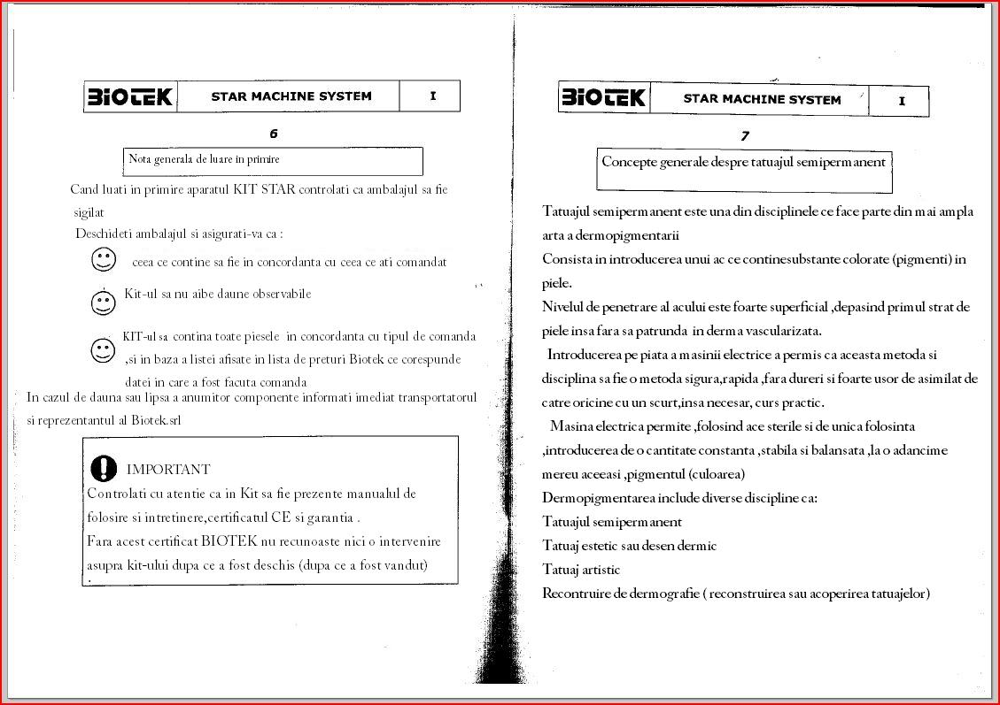 BIOTEK STAR MACHINE SYSTEM I
6
Nota generala de luare in primire
Cand luati in primire aparatul KIT STAR controlati ca ambalajul sa fie
sigilat
Deschideti ambalajul si asigurati-va ca :
ceea ce contine sa fie in concordanta cu ceea ce ati comandat
Kit-ul sa nu aibe daune observabile
KIT-ul sa contina toate piesele in concordanta cu tipul de comanda
,si in baza a listei afisate in lista de preturi Biotek ce corespunde
datei in care a fost facuta comanda
In cazul de dauna sau lipsa a anumitor componente informati imediat transportatorul
si reprezentantul al Biotek.srl
IMPORTANT
Controlati cu atentie ca in Kit sa fie prezente manualul de
folosire si intretinere,certificatul CE si garantia .
Fara acest certificat BIOTEK nu recunoaste nici o intervenire
asupra kit-ului dupa ce a fost deschis (dupa ce a fost vandut)
.
BIOTEK STAR MACHINE SYSTEM I
7
Concepte generale despre tatuajul semipermanent
Tatuajul semipermanent este una din disciplinele ce face parte din mai ampla
arta a dermopigmentarii
Consista in introducerea unui ac ce continesubstante colorate (pigmenti) in
piele.
Nivelul de penetrare al acului este foarte superficial ,depasind primul strat de
piele insa fara sa patrunda in derma vascularizata.
Introducerea pe piata a masinii electrice a permis ca aceasta metoda si
disciplina sa fie o metoda sigura,rapida ,fara dureri si foarte usor de asimilat de
catre oricine cu un scurt,insa necesar, curs practic.
Masina electrica permite ,folosind ace sterile si de unica folosinta
,introducerea de o cantitate constanta ,stabila si balansata ,la o adancime
mereu aceeasi ,pigmentul (culoarea)
Dermopigmentarea include diverse discipline ca:
Tatuajul semipermanent
Tatuaj estetic sau desen dermic
Tatuaj artistic
Recontruire de dermografie ( reconstruirea sau acoperirea tatuajelor)